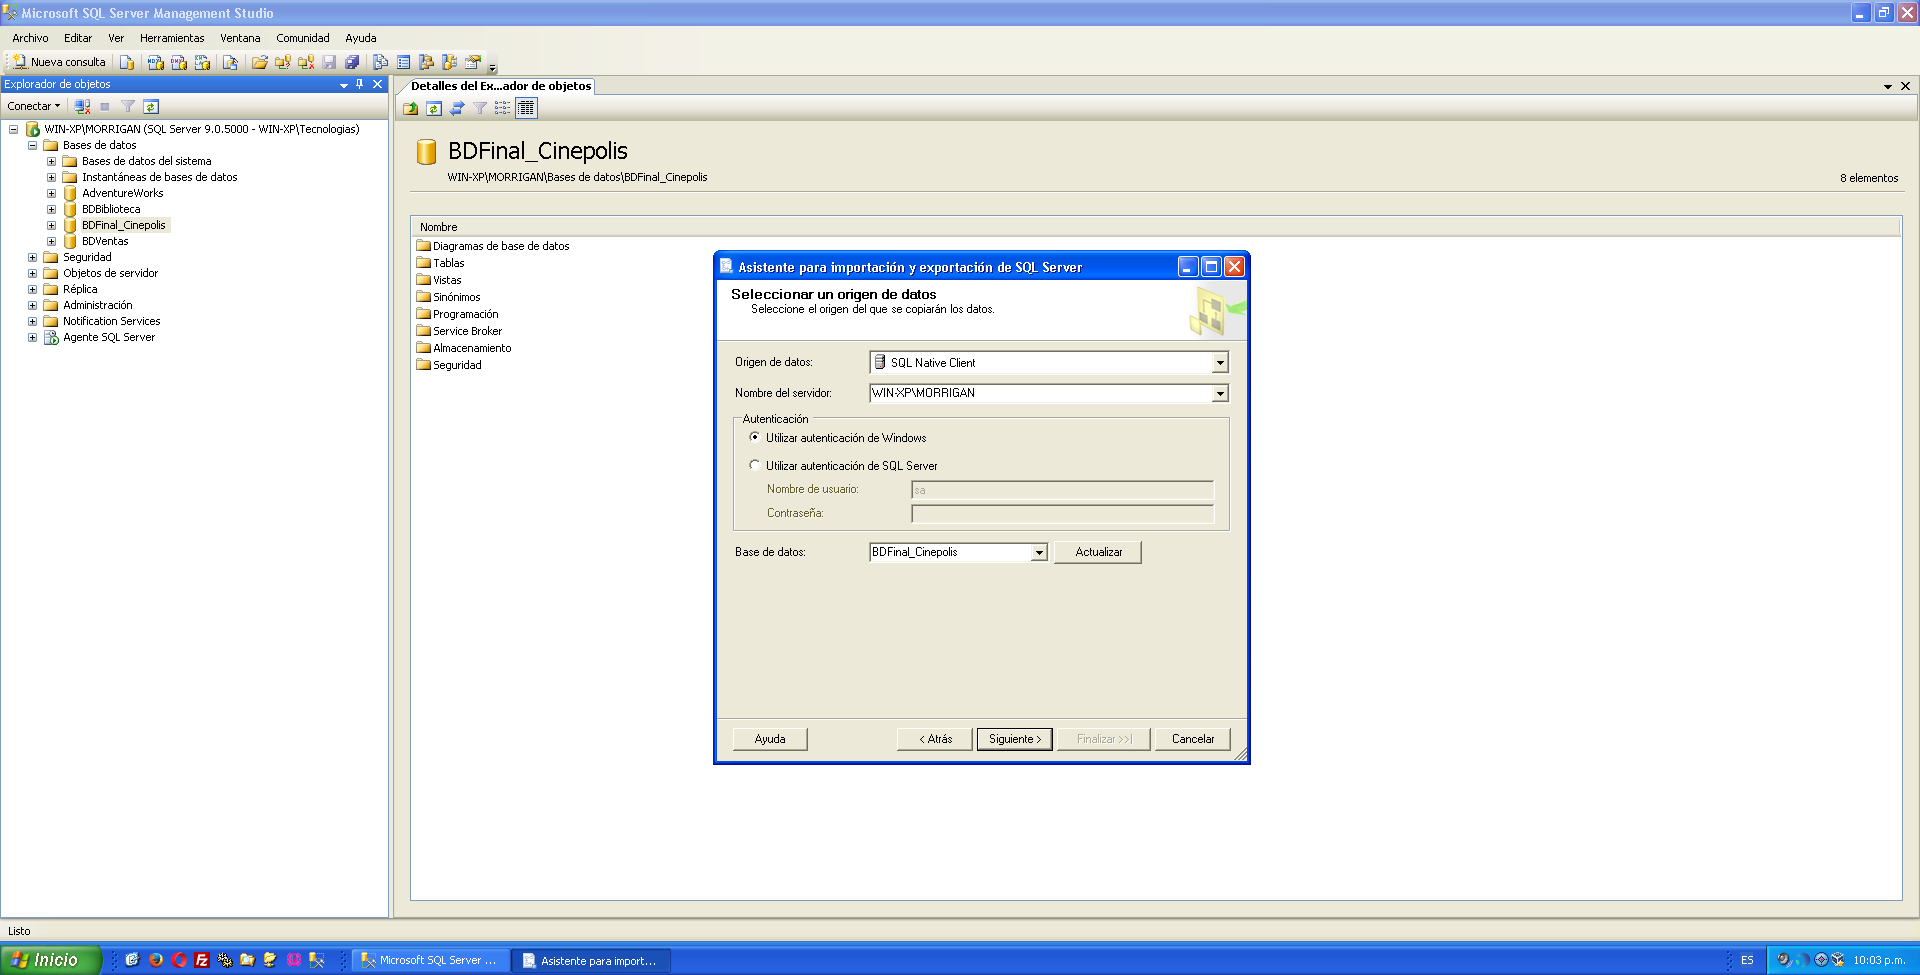 Microsoft SQL Server Management Studio
Archivo Editar Ver Herramientas Ventana Comunidad Ayuda
Nueva consulta
Explorador de objetos
Conectar
WIN-XP\MORRIGAN (SQL Server 9.0.5000 - WIN-XP\Tecnologias)
Bases de datos
Bases de datos del sistema
Instantáneas de bases de datos
AdventureWorks
BDBiblioteca
BDFinal_Cinepolis
BDVentas
Seguridad
Objetos de servidor
Réplica
Administración
Notification Services
Agente SQL Server
Detalles del Ex...ador de objetos
BDFinal_Cinepolis
WIN-XP\MORRIGAN\Bases de datos\BDFinal_Cinepolis
8 elementos
Nombre
Diagramas de base de datos
Tablas
Vistas
Sinónimos
Programación
Service Broker
Almacenamiento
Seguridad
Asistente para importación y exportación de SQL Server
Seleccionar un origen de datos
Seleccione el origen del que se copiarán los datos.
Origen de datos: SQL Native Client
Nombre del servidor: WIN-XP\MORRIGAN
Autenticación
Utilizar autenticación de Windows
Utilizar autenticación de SQL Server
Nombre de usuario: sa
Contraseña:
Base de datos: BDFinal_Cinepolis Actualizar
Ayuda < Atrás Siguiente > Finalizar >>| Cancelar
Listo
Inicio Microsoft SQL Server ... Asistente para import... ES 10:03 p.m.